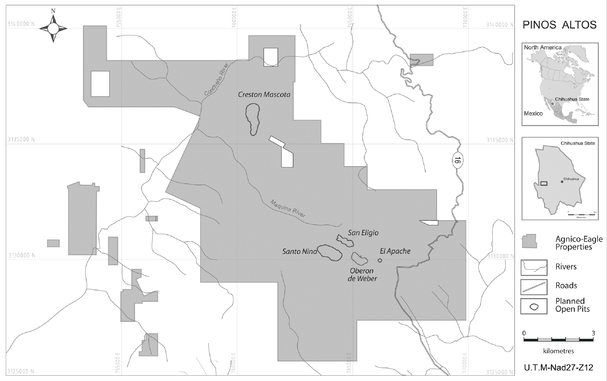 PINOS ALTOS
North America
Chihuahua State
Mexico
Chihuahua State
Chihuahua
Creston Mascota
16
San Eligio
Santo Nino
El Apache
Oberon
de Weber
Agnico-Eagle
Properties
Rivers
Roads
Planned
Open Pits
0
3
kilometres
U.T.M-Nad27-Z12